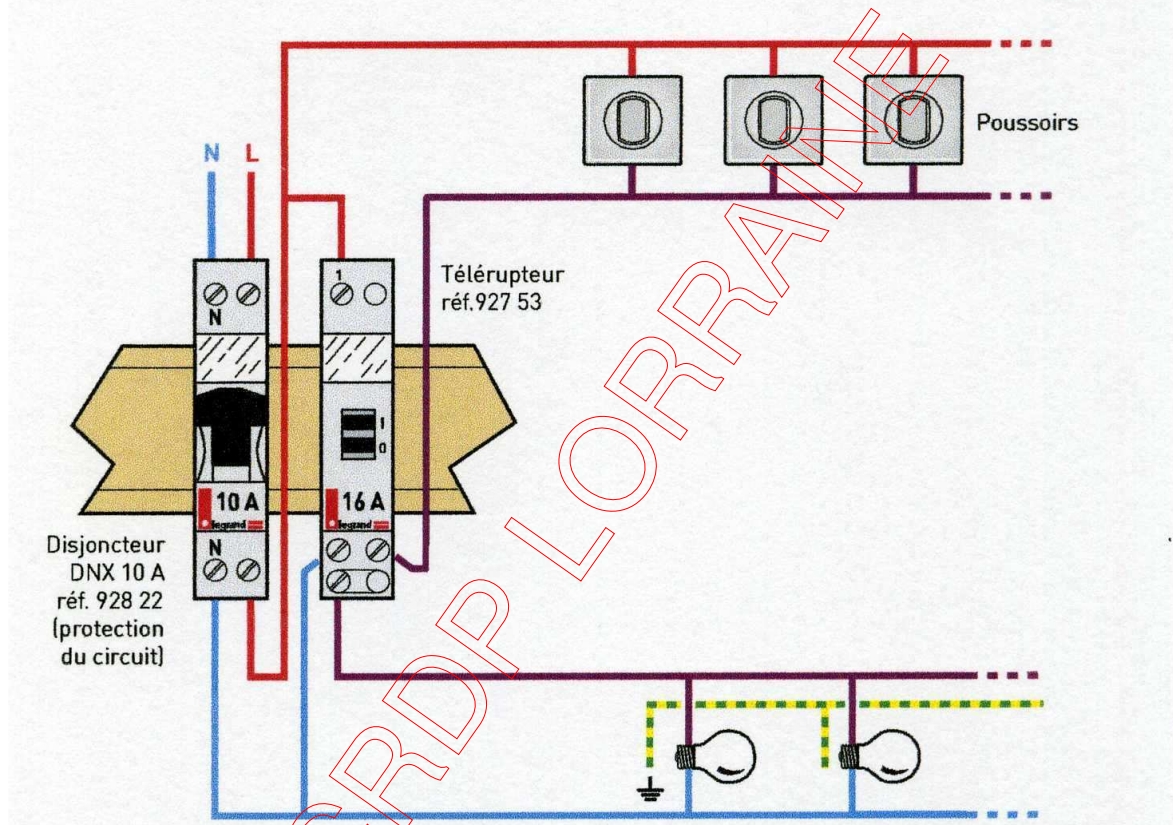 Poussoirs
N L
1
N
Télérupteur
réf.927 53
I
0
10 A
legrand
16 A
legrand
N
Disjoncteur
DNX 10 A
réf. 928 22
(protection
du circuit)
CRDP LORRAINE